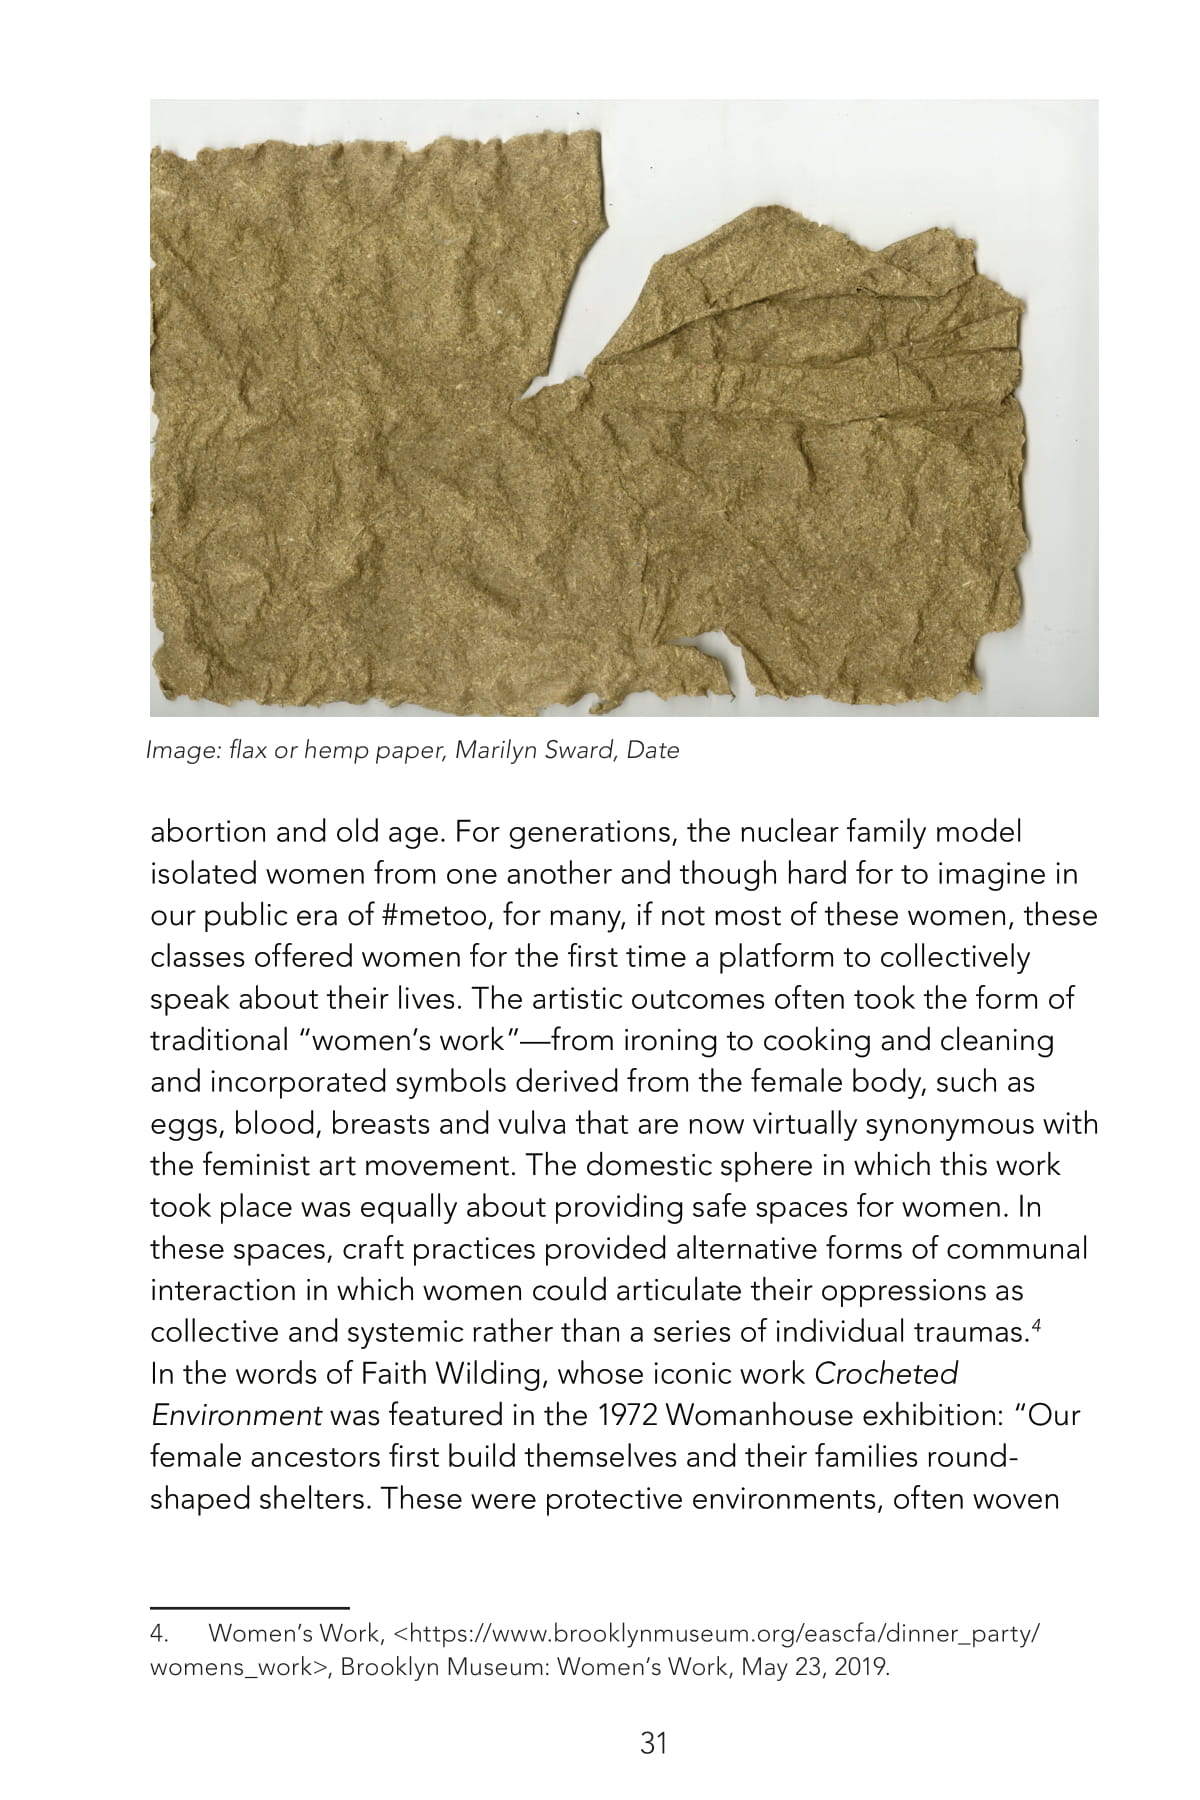 Image: flax or hemp paper, Marilyn Sward, Date
abortion and old age. For generations, the nuclear family model
isolated women from one another and though hard for to imagine in
our public era of #metoo, for many, if not most of these women, these
classes offered women for the first time a platform to collectively
speak about their lives. The artistic outcomes often took the form of
traditional “women’s work”—from ironing to cooking and cleaning
and incorporated symbols derived from the female body, such as
eggs, blood, breasts and vulva that are now virtually synonymous with
the feminist art movement. The domestic sphere in which this work
took place was equally about providing safe spaces for women. In
these spaces, craft practices provided alternative forms of communal
interaction in which women could articulate their oppressions as
collective and systemic rather than a series of individual traumas.4
In the words of Faith Wilding, whose iconic work Crocheted
Environment was featured in the 1972 Womanhouse exhibition: “Our
female ancestors first build themselves and their families round-
shaped shelters. These were protective environments, often woven
4. Women’s Work, <https://www.brooklynmuseum.org/eascfa/dinner_party/
womens_work>, Brooklyn Museum: Women’s Work, May 23, 2019.
31